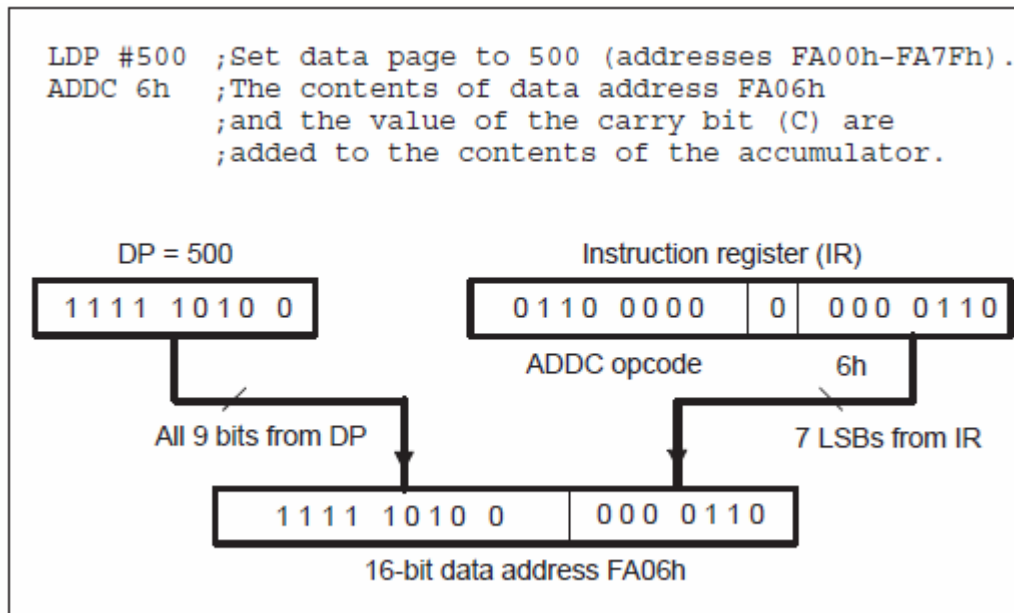 LDP #500 ;Set data page to 500 (addresses FA00h–FA7Fh).
ADDC 6h ;The contents of data address FA06h
;and the value of the carry bit (C) are
;added to the contents of the accumulator.
DP = 500
Instruction register (IR)
1111 1010 0
0110 0000 0 000 0110
ADDC opcode 6h
All 9 bits from DP
7 LSBs from IR
1111 1010 0 000 0110
16-bit data address FA06h